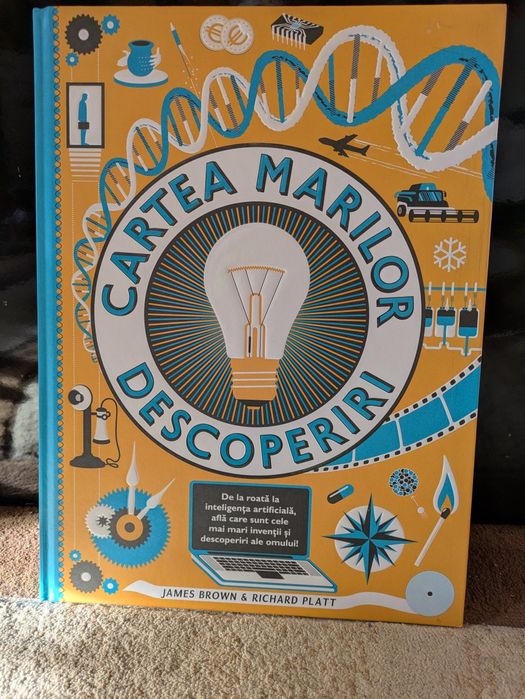 CARTEA MARILOR
DESCOPERIRI
De la roată la
inteligența artificială,
află care sunt cele
mai mari invenții și
descoperiri ale omului!
JAMES BROWN & RICHARD PLATT